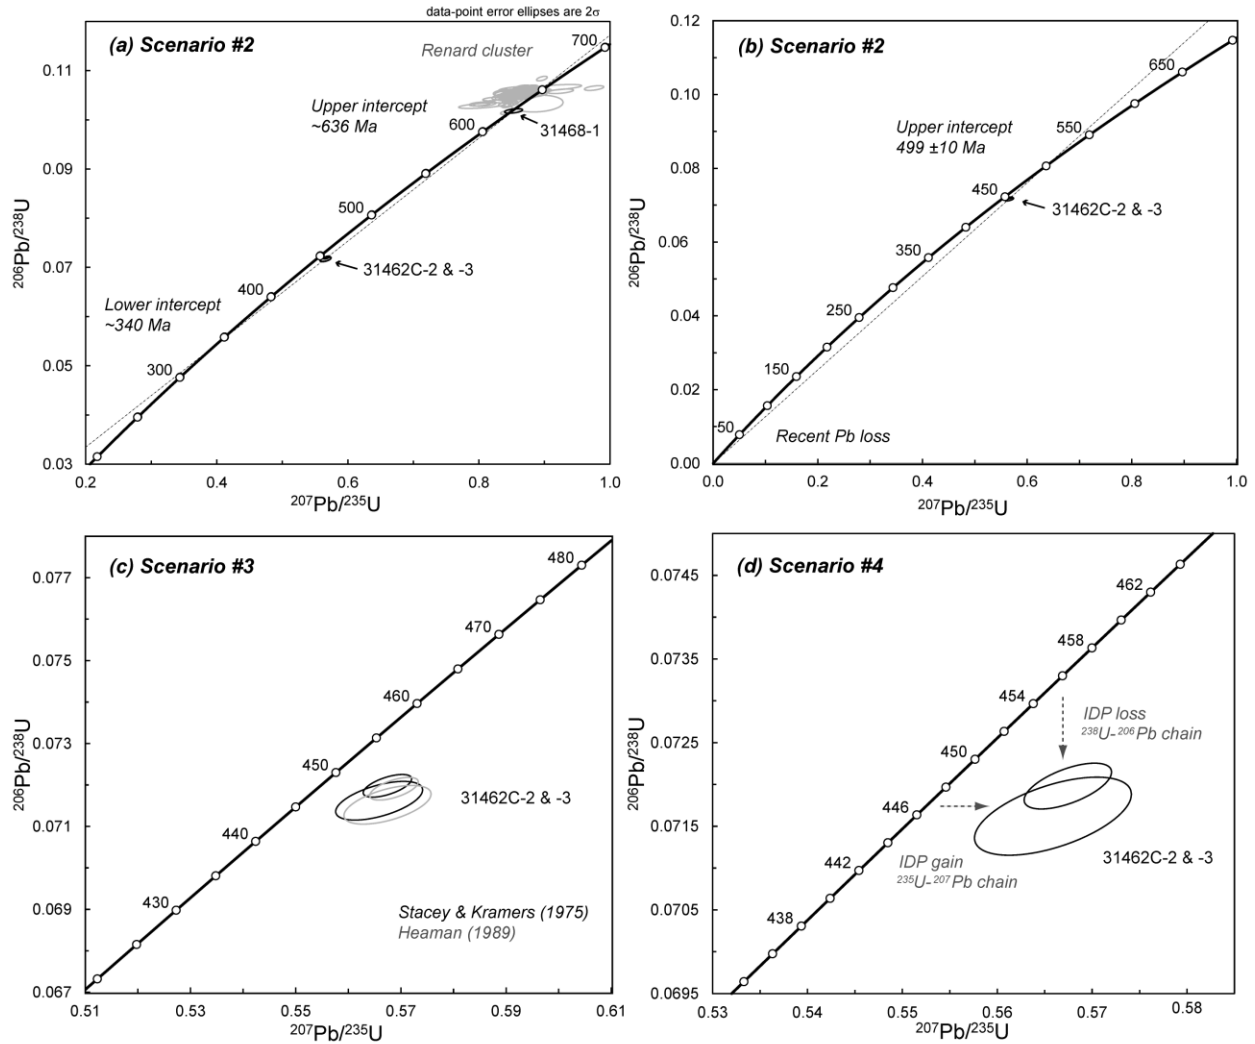 data-point error ellipses are 2σ
(a) Scenario #2
Renard cluster
700
0.11
Upper intercept
~636 Ma
600
31468-1
0.09
500
²⁰⁶Pb/²³⁸U
0.07
31462C-2 & -3
400
Lower intercept
~340 Ma
300
0.05
0.03
0.2
0.4
0.6
0.8
1.0
²⁰⁷Pb/²³⁵U
0.12
(b) Scenario #2
650
0.10
Upper intercept
499 ±10 Ma
550
0.08
450
31462C-2 & -3
²⁰⁶Pb/²³⁸U
0.06
350
0.04
250
150
0.02
50
Recent Pb loss
0.00
0.0
0.2
0.4
0.6
0.8
1.0
²⁰⁷Pb/²³⁵U
(c) Scenario #3
480
0.077
470
0.075
460
²⁰⁶Pb/²³⁸U
0.073
450
31462C-2 & -3
0.071
440
430
0.069
Stacey & Kramers (1975)
Heaman (1989)
0.067
0.51
0.53
0.55
0.57
0.59
0.61
²⁰⁷Pb/²³⁵U
(d) Scenario #4
0.0745
462
458
0.0735
454
IDP loss
²³⁸U-²⁰⁶Pb chain
²⁰⁶Pb/²³⁸U
0.0725
450
446
0.0715
31462C-2 & -3
442
IDP gain
²³⁵U-²⁰⁷Pb chain
0.0705
438
0.0695
0.53
0.54
0.55
0.56
0.57
0.58
²⁰⁷Pb/²³⁵U